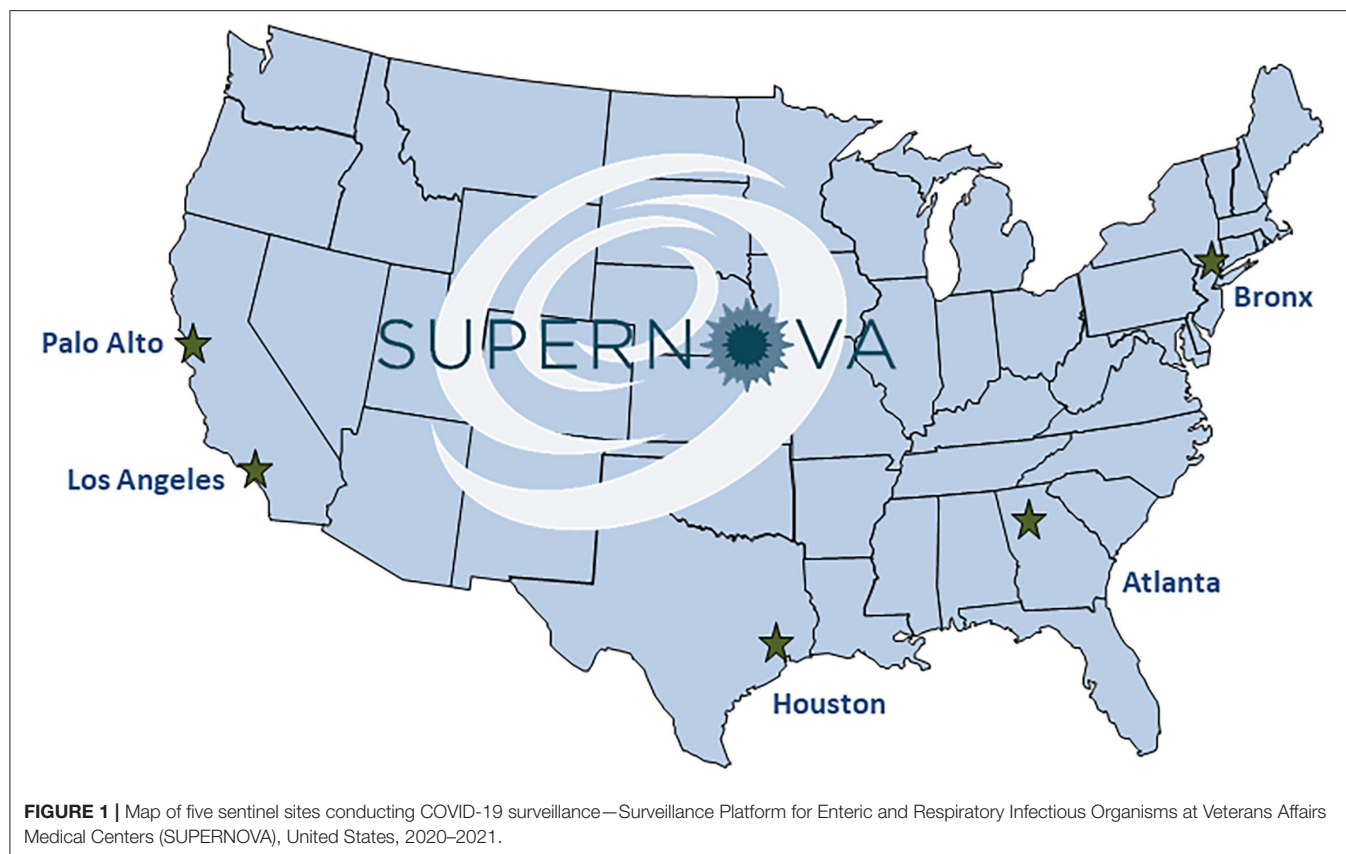 Palo Alto
Los Angeles
SUPERNOVA
Bronx
Atlanta
Houston
FIGURE 1 | Map of five sentinel sites conducting COVID-19 surveillance—Surveillance Platform for Enteric and Respiratory Infectious Organisms at Veterans Affairs
Medical Centers (SUPERNOVA), United States, 2020–2021.